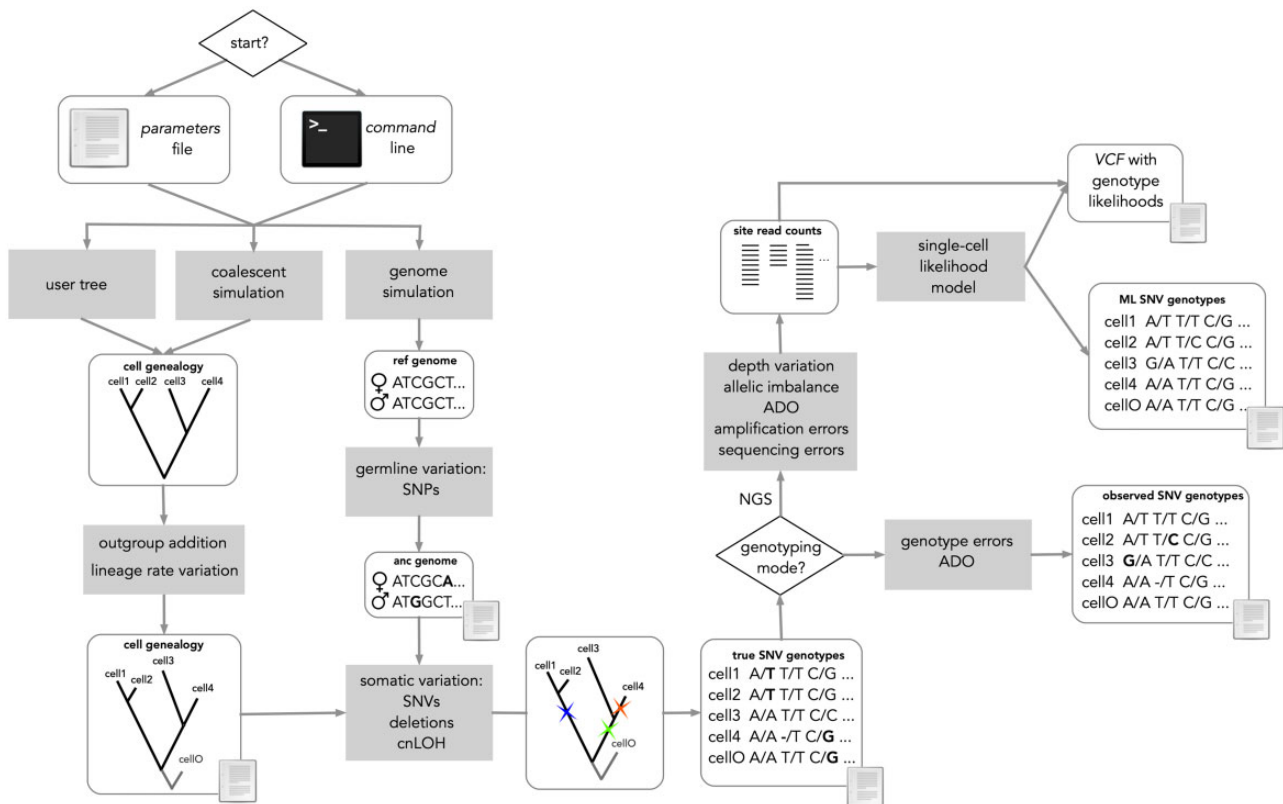 start?
parameters
file
>_
command
line
user tree
coalescent
simulation
genome
simulation
cell genealogy
cell1 cell2 cell3 cell4
ref genome
♀ ATCGCT...
♂ ATCGCT...
outgroup addition
lineage rate variation
germline variation:
SNPs
anc genome
♀ ATCGCA...
♂ ATGGCT...
cell genealogy
cell1
cell2
cell3
cell4
cellO
somatic variation:
SNVs
deletions
cnLOH
cell1
cell2
cell3
cell4
cellO
true SNV genotypes
cell1 A/T T/T C/G ...
cell2 A/T T/T C/G ...
cell3 A/A T/T C/C ...
cell4 A/A -/T C/G ...
cellO A/A T/T C/G ...
genotyping
mode?
NGS
depth variation
allelic imbalance
ADO
amplification errors
sequencing errors
site read counts
...
single-cell
likelihood
model
VCF with
genotype
likelihoods
ML SNV genotypes
cell1 A/T T/T C/G ...
cell2 A/T T/C C/G ...
cell3 G/A T/T C/C ...
cell4 A/A T/T C/G ...
cellO A/A T/T C/G ...
genotype errors
ADO
observed SNV genotypes
cell1 A/T T/T C/G ...
cell2 A/T T/C C/G ...
cell3 G/A T/T C/C ...
cell4 A/A -/T C/G ...
cellO A/A T/T C/G ...